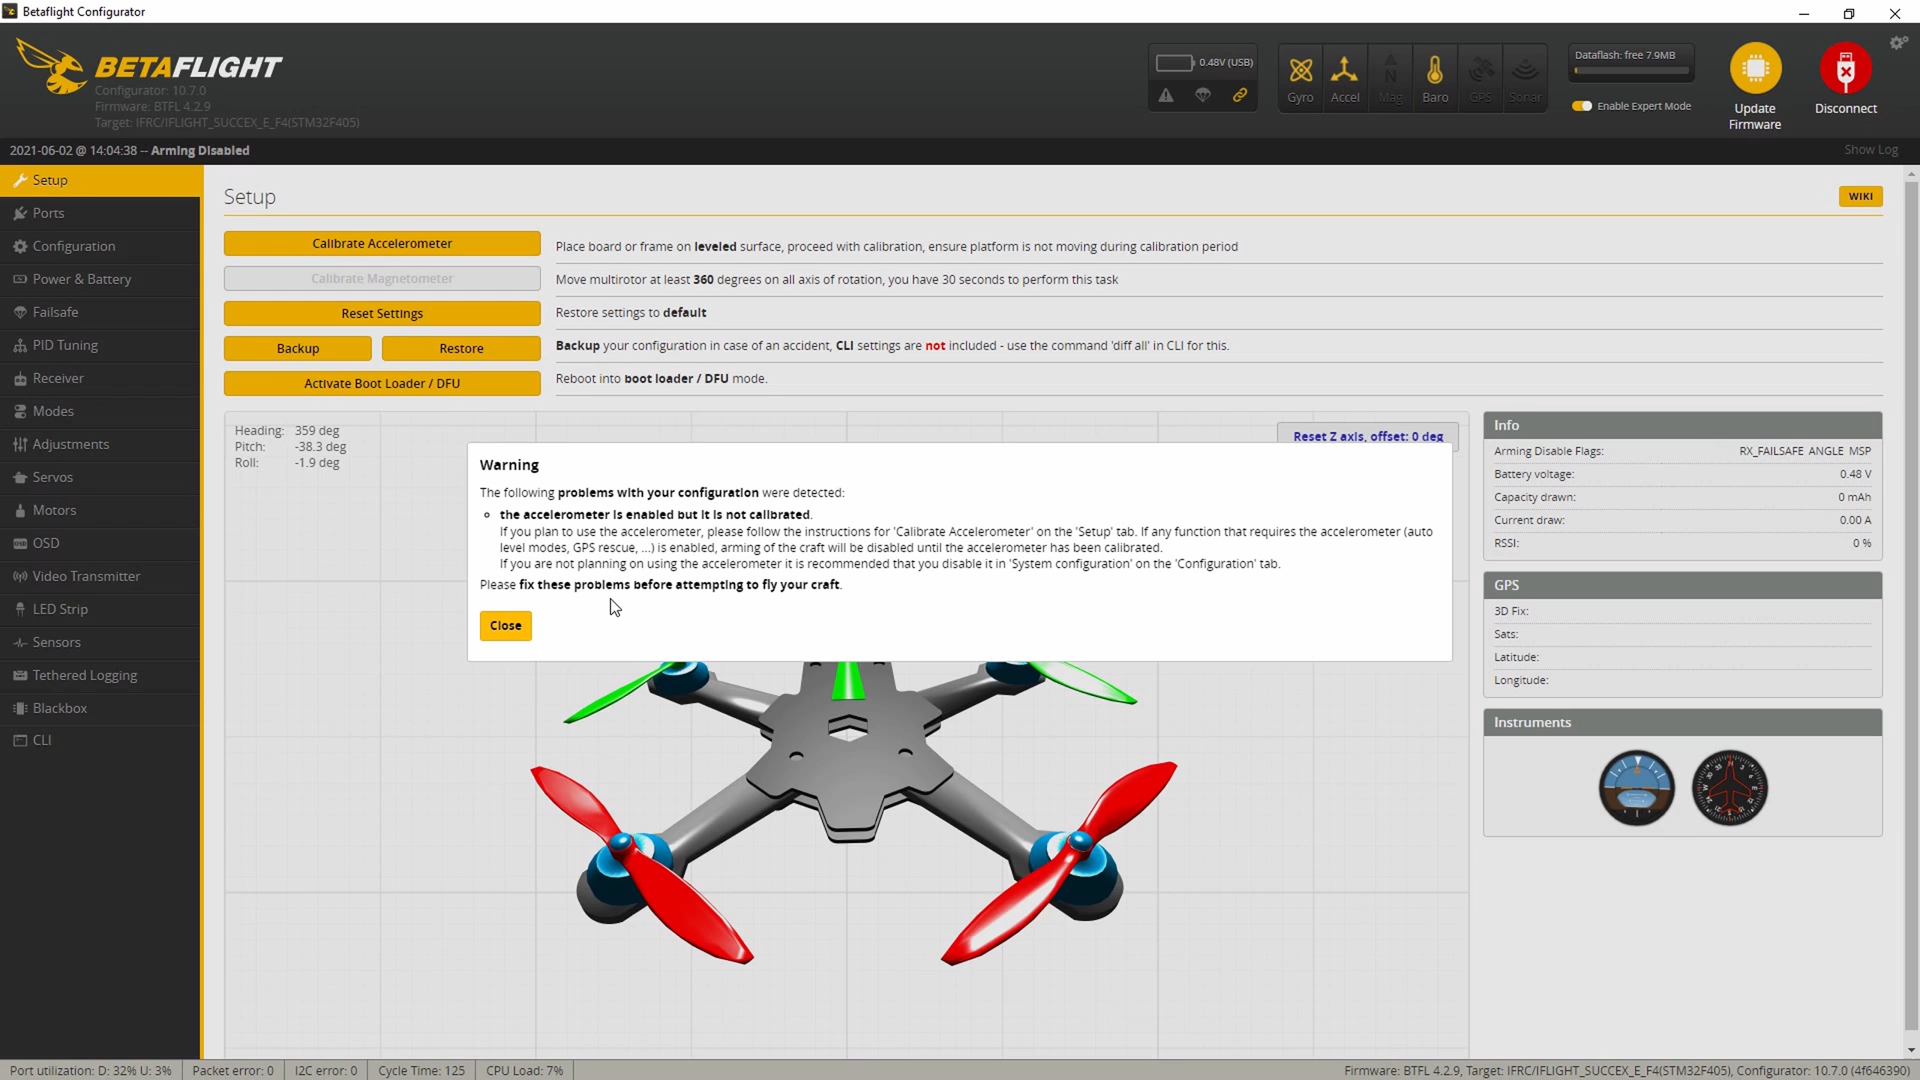 Betaflight Configurator
BETAFLIGHT
Configurator: 10.7.0
Firmware: BTFL 4.2.9
Target: IFRC/IFLIGHT_SUCCEX_E_F4(STM32F405)
0.48V (USB)
Gyro
Accel
Mag
Baro
GPS
Sonar
Dataflash: free 7.9MB
Enable Expert Mode
Update
Firmware
Disconnect
2021-06-02 @ 14:04:38 -- Arming Disabled
Show Log
Setup
Ports
Configuration
Power & Battery
Failsafe
PID Tuning
Receiver
Modes
Adjustments
Servos
Motors
OSD
Video Transmitter
LED Strip
Sensors
Tethered Logging
Blackbox
CLI
Setup
WIKI
Calibrate Accelerometer
Place board or frame on leveled surface, proceed with calibration, ensure platform is not moving during calibration period
Calibrate Magnetometer
Move multirotor at least 360 degrees on all axis of rotation, you have 30 seconds to perform this task
Reset Settings
Restore settings to default
Backup
Restore
Backup your configuration in case of an accident, CLI settings are not included - use the command 'diff all' in CLI for this.
Activate Boot Loader / DFU
Reboot into boot loader / DFU mode.
Heading: 359 deg
Pitch: -38.3 deg
Roll: -1.9 deg
Reset Z axis, offset: 0 deg
Warning
The following problems with your configuration were detected:
the accelerometer is enabled but it is not calibrated.
If you plan to use the accelerometer, please follow the instructions for 'Calibrate Accelerometer' on the 'Setup' tab. If any function that requires the accelerometer (auto
level modes, GPS rescue, ...) is enabled, arming of the craft will be disabled until the accelerometer has been calibrated.
If you are not planning on using the accelerometer it is recommended that you disable it in 'System configuration' on the 'Configuration' tab.
Please fix these problems before attempting to fly your craft.
Close
Info
Arming Disable Flags: RX_FAILSAFE ANGLE MSP
Battery voltage: 0.48 V
Capacity drawn: 0 mAh
Current draw: 0.00 A
RSSI: 0 %
GPS
3D Fix:
Sats:
Latitude:
Longitude:
Instruments
Port utilization: D: 32% U: 3%
Packet error: 0
I2C error: 0
Cycle Time: 125
CPU Load: 7%
Firmware: BTFL 4.2.9, Target: IFRC/IFLIGHT_SUCCEX_E_F4(STM32F405), Configurator: 10.7.0 (4f646390)